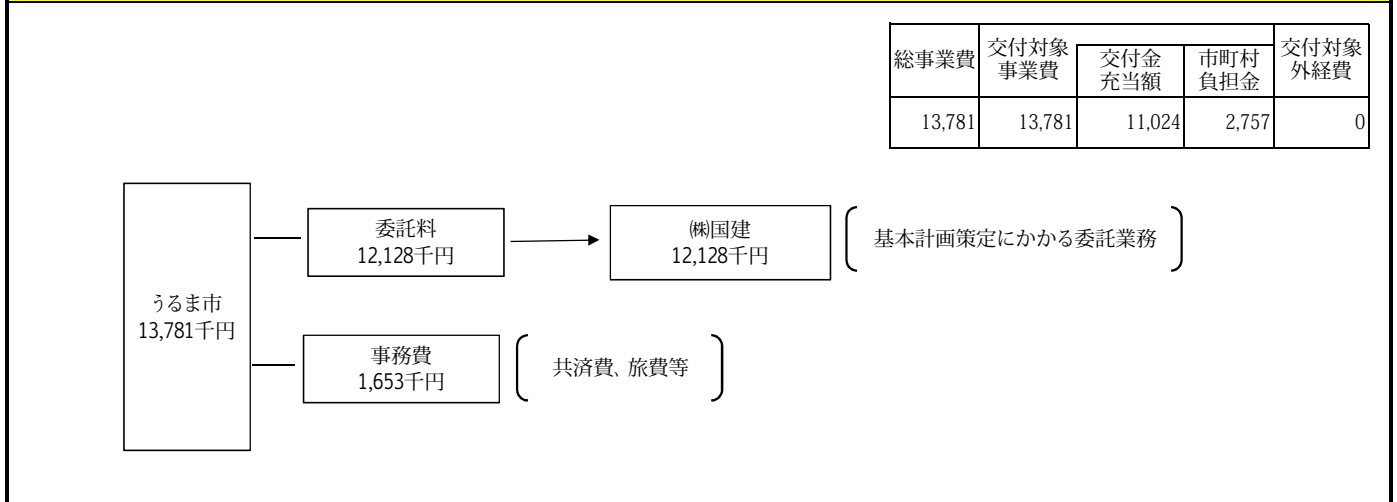 総事業費
交付対象
事業費
交付金
充当額
市町村
負担金
交付対象
外経費
13,781 13,781 11,024 2,757 0
うるま市
13,781千円
委託料
12,128千円
㈱国建
12,128千円
基本計画策定にかかる委託業務
事務費
1,653千円
共済費、旅費等